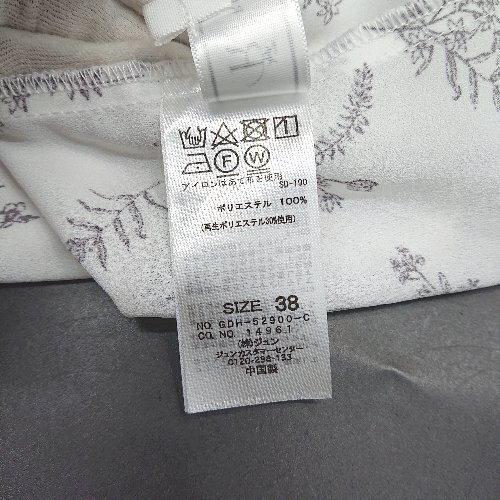 F W
アイロンはあて布を使用 SD-190
ポリエステル 100%
(再生ポリエステル30%使用)
SIZE 38
NO. GDH-52900-C
CO. NO. 1496.1
(株)ジュン
ジュンカスタマーセンター
0120-298-133
中国製